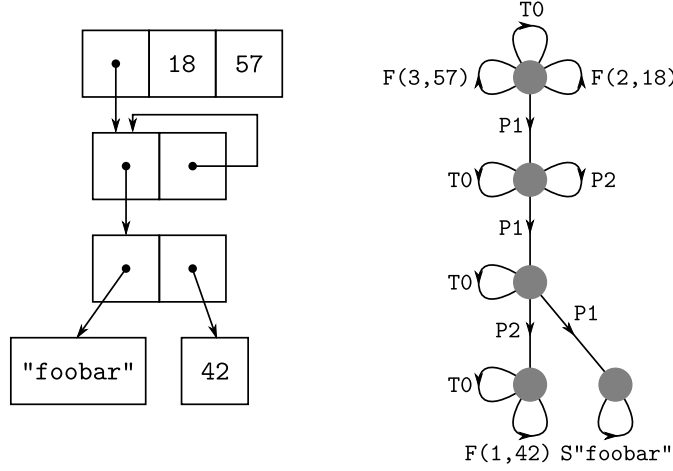 18 57
"foobar" 42
T0
F(3,57) F(2,18)
P1
T0 P2
P1
T0
P2 P1
T0
F(1,42) S"foobar"